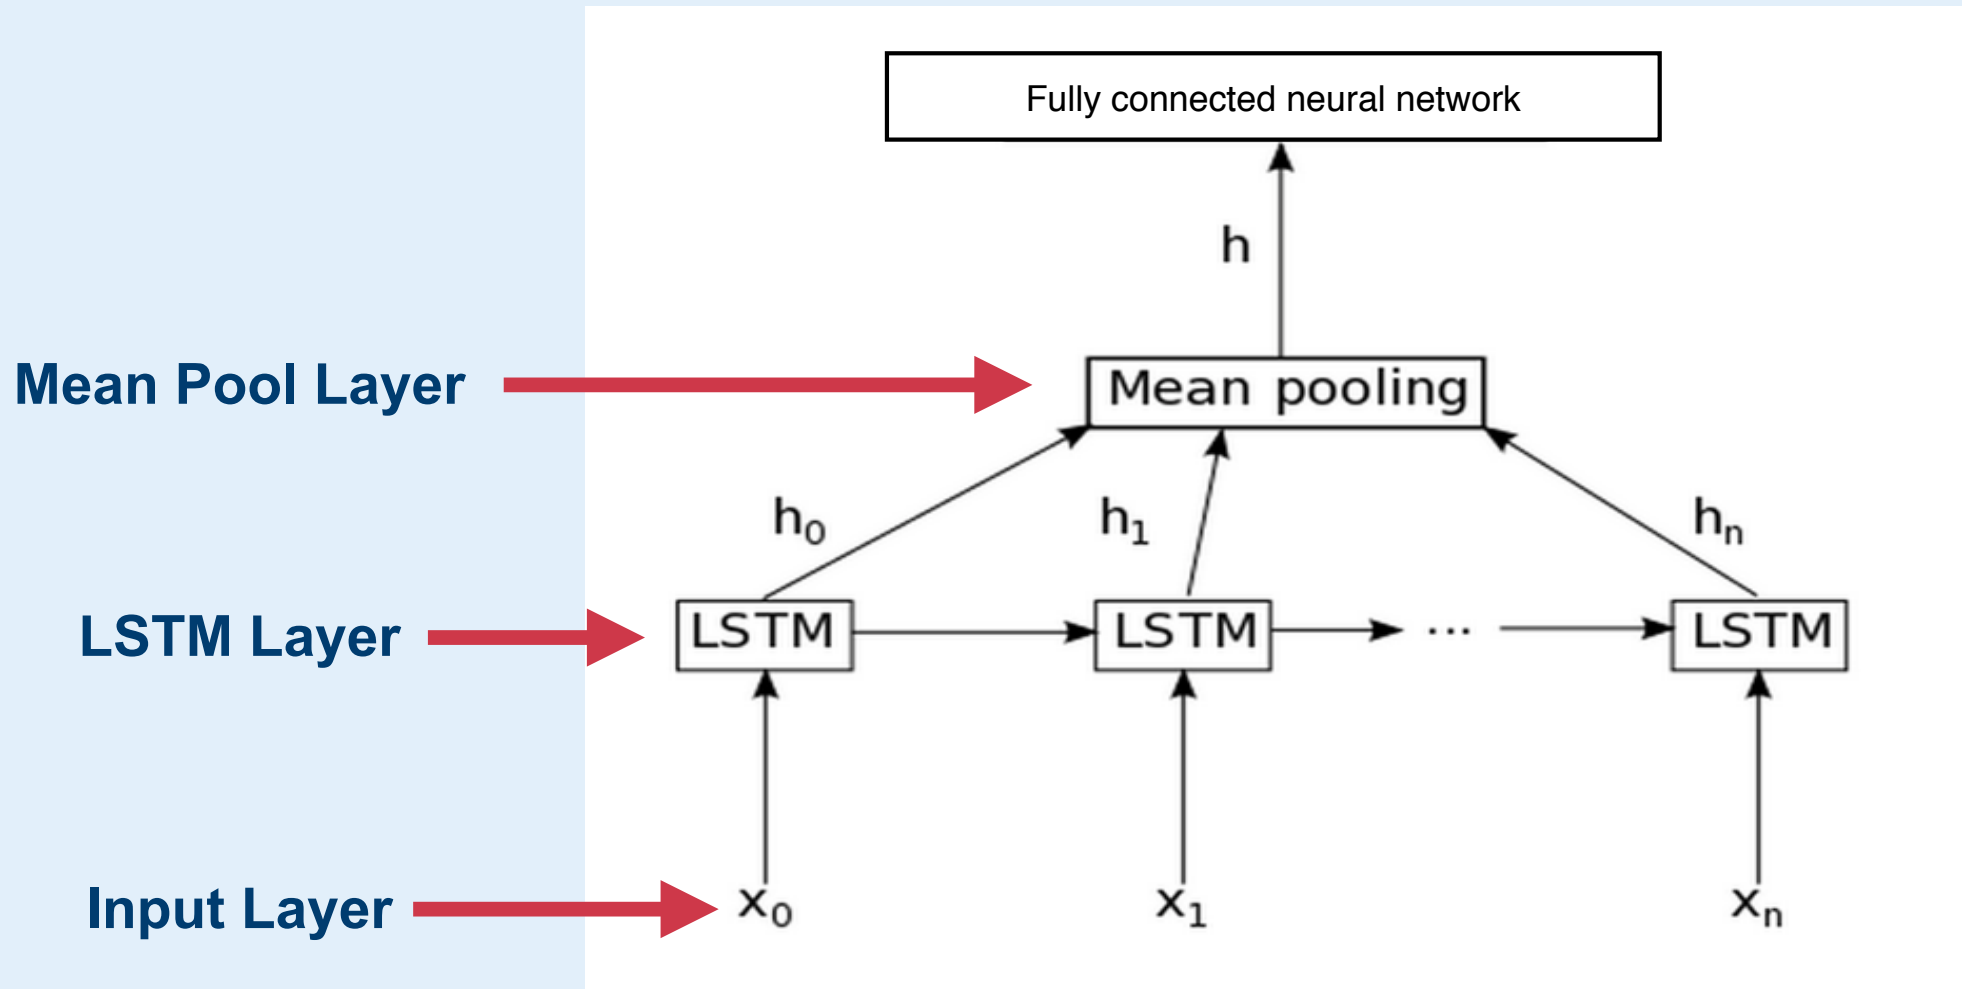 Fully connected neural network
h
Mean Pool Layer
Mean pooling
h₀
h₁
hₙ
LSTM Layer
LSTM
LSTM
...
LSTM
Input Layer
x₀
x₁
xₙ